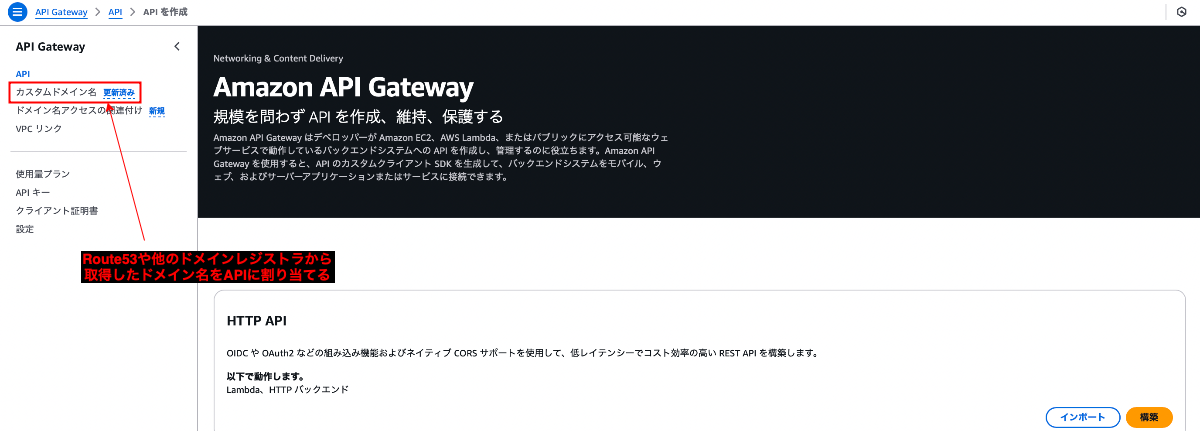 API Gateway > API > API を作成
API Gateway
API
カスタムドメイン名 更新済み
ドメイン名アクセスの関連付け 新規
VPC リンク
使用量プラン
API キー
クライアント証明書
設定
Route53や他のドメインレジストラから
取得したドメイン名をAPIに割り当てる
Networking & Content Delivery
Amazon API Gateway
規模を問わず API を作成、維持、保護する
Amazon API Gateway はデベロッパーが Amazon EC2、AWS Lambda、またはパブリックにアクセス可能なウェ
ブサービスで動作しているバックエンドシステムへの API を作成し、管理するのに役立ちます。Amazon API
Gateway を使用すると、API のカスタムクライアント SDK を生成して、バックエンドシステムをモバイル、ウ
ェブ、およびサーバーアプリケーションまたはサービスに接続できます。
HTTP API
OIDC や OAuth2 などの組み込み機能およびネイティブ CORS サポートを使用して、低レイテンシーでコスト効率の高い REST API を構築します。
以下で動作します。
Lambda、HTTP バックエンド
インポート
構築